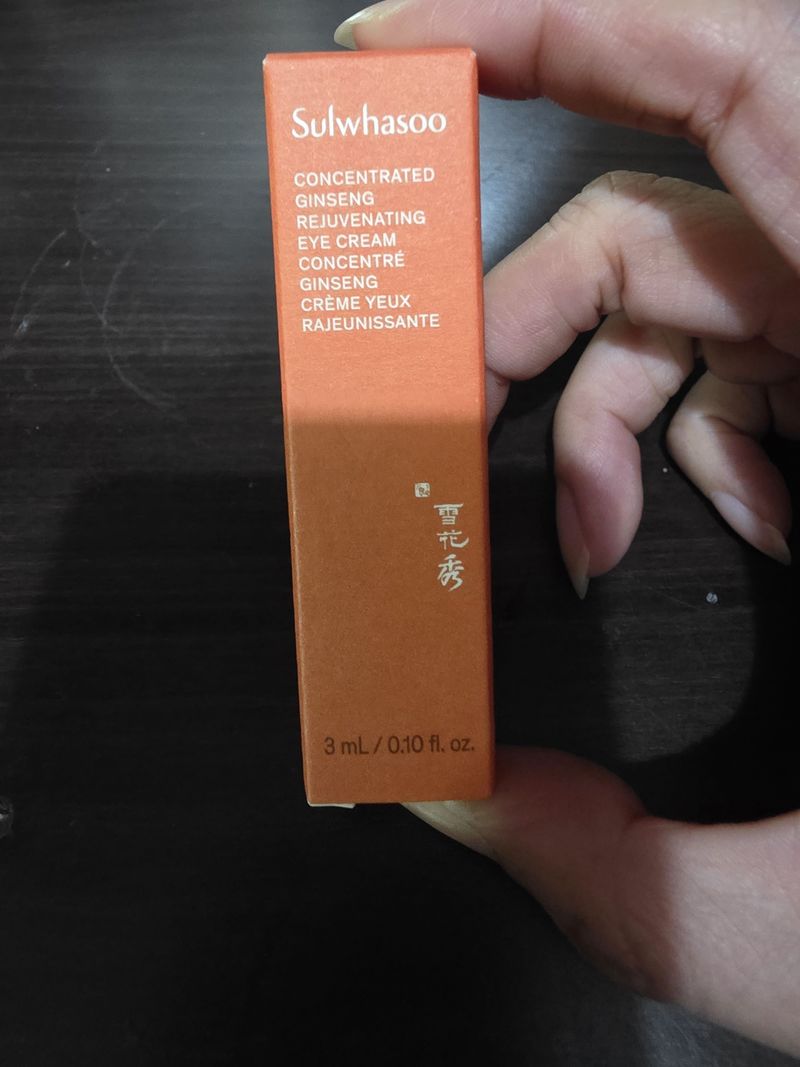 Sulwhasoo
CONCENTRATED
GINSENG
REJUVENATING
EYE CREAM
CONCENTRÉ
GINSENG
CRÈME YEUX
RAJEUNISSANTE
雪花秀
3 mL / 0.10 fl. oz.